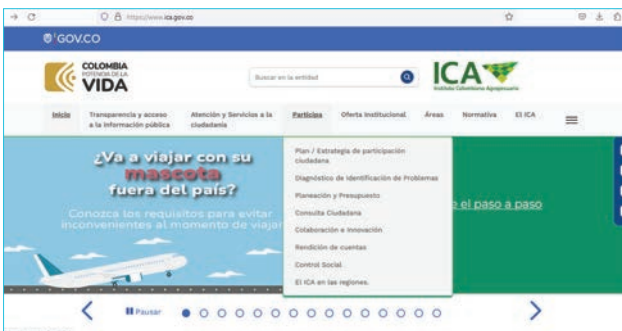 https://www.ica.gov.co
GOV.CO
COLOMBIA
POTENCIA DE LA
VIDA
Buscar en la entidad
ICA
Instituto Colombiano Agropecuario
Inicio
Transparencia y acceso
a la información pública
Atención y Servicios a la
ciudadanía
Participa
Oferta Institucional
Áreas
Normativa
El ICA
¿Va a viajar con su
mascota
fuera del país?
Conozca los requisitos para evitar
inconvenientes al momento de viajar
Plan / Estrategia de participación
ciudadana
Diagnóstico de Identificación de Problemas
Planeación y Presupuesto
Consulta Ciudadana
Colaboración e Innovación
Rendición de cuentas
Control Social
El ICA en las regiones.
e el paso a paso
Pausar